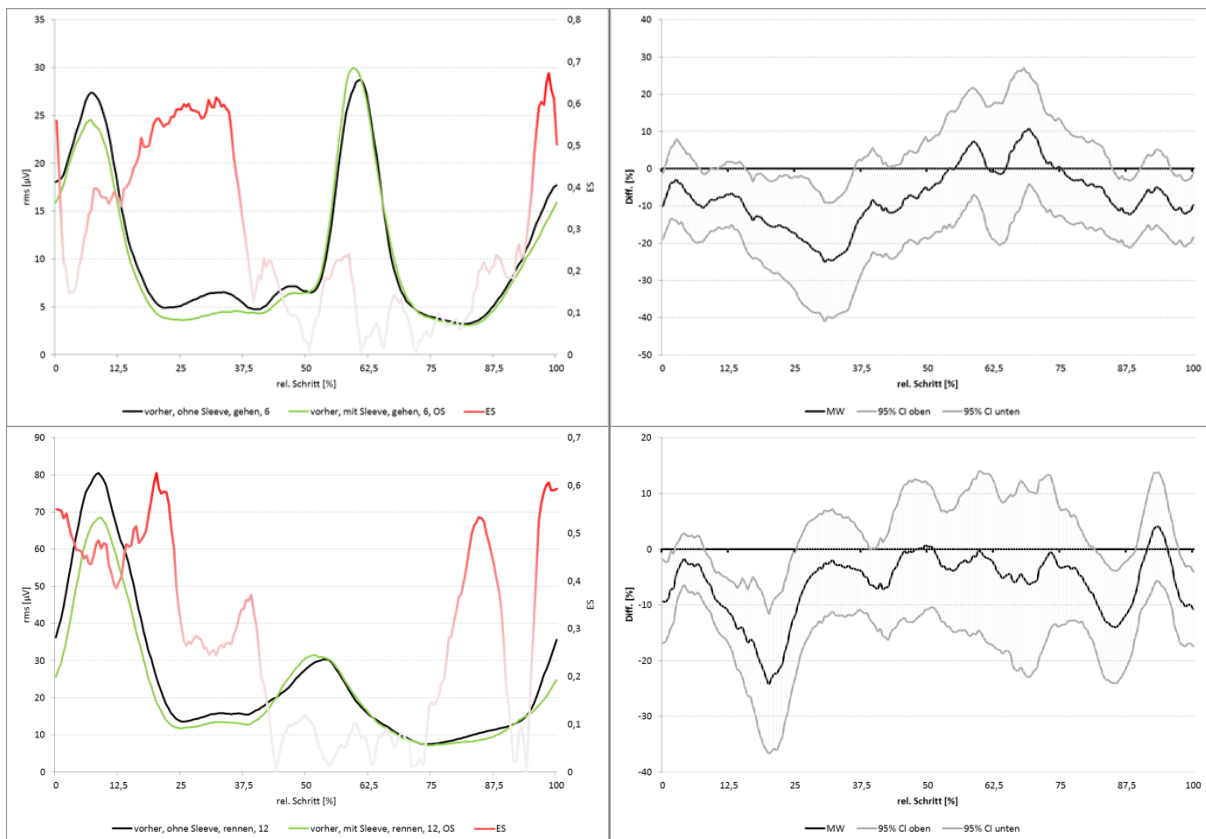 35
30
25
20
15
10
5
0
rms [µV]
0,8
0,7
0,6
0,5
0,4
0,3
0,2
0,1
0
ES
0 12,5 25 37,5 50 62,5 75 87,5 100
rel. Schritt [%]
vorher, ohne Sleeve, gehen, 6 vorher, mit Sleeve, gehen, 6, OS ES
40
30
20
10
0
-10
-20
-30
-40
-50
Diff. [%]
0 12,5 25 37,5 50 62,5 75 87,5 100
rel. Schritt [%]
MW 95% CI oben 95% CI unten
90
80
70
60
50
40
30
20
10
0
rms [µV]
0,7
0,6
0,5
0,4
0,3
0,2
0,1
0
ES
0 12,5 25 37,5 50 62,5 75 87,5 100
rel. Schritt [%]
vorher, ohne Sleeve, rennen, 12 vorher, mit Sleeve, rennen, 12, OS ES
20
10
0
-10
-20
-30
-40
Diff. [%]
0 12,5 25 37,5 50 62,5 75 87,5 100
rel. Schritt [%]
MW 95% CI oben 95% CI unten